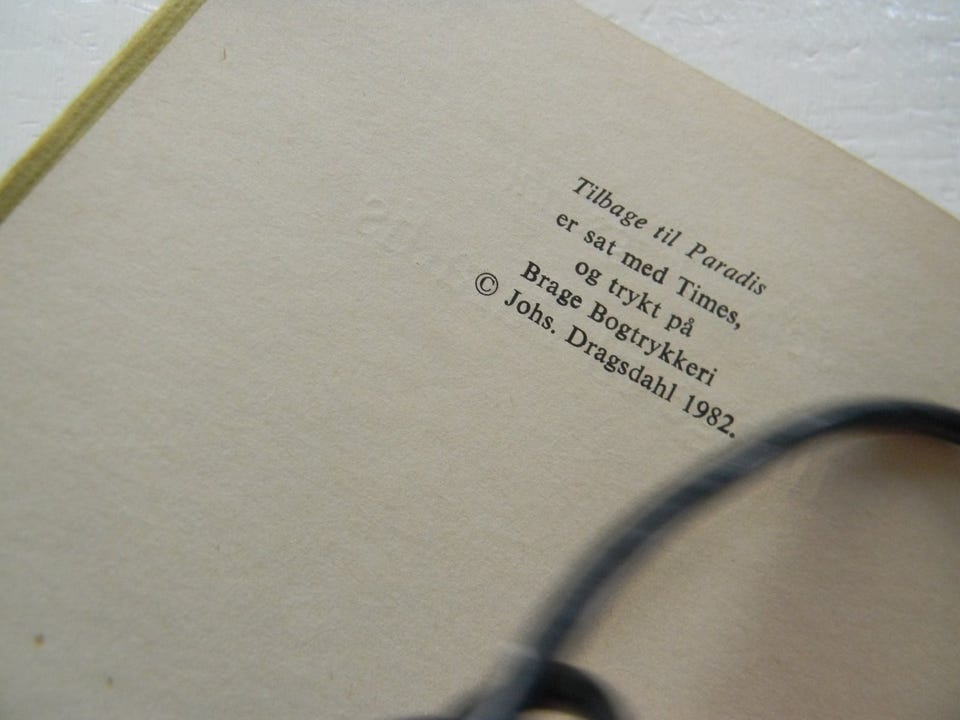 Tilbage til Paradis
er sat med Times,
og trykt på
Brage Bogtrykkeri
© Johs. Dragsdahl 1982.